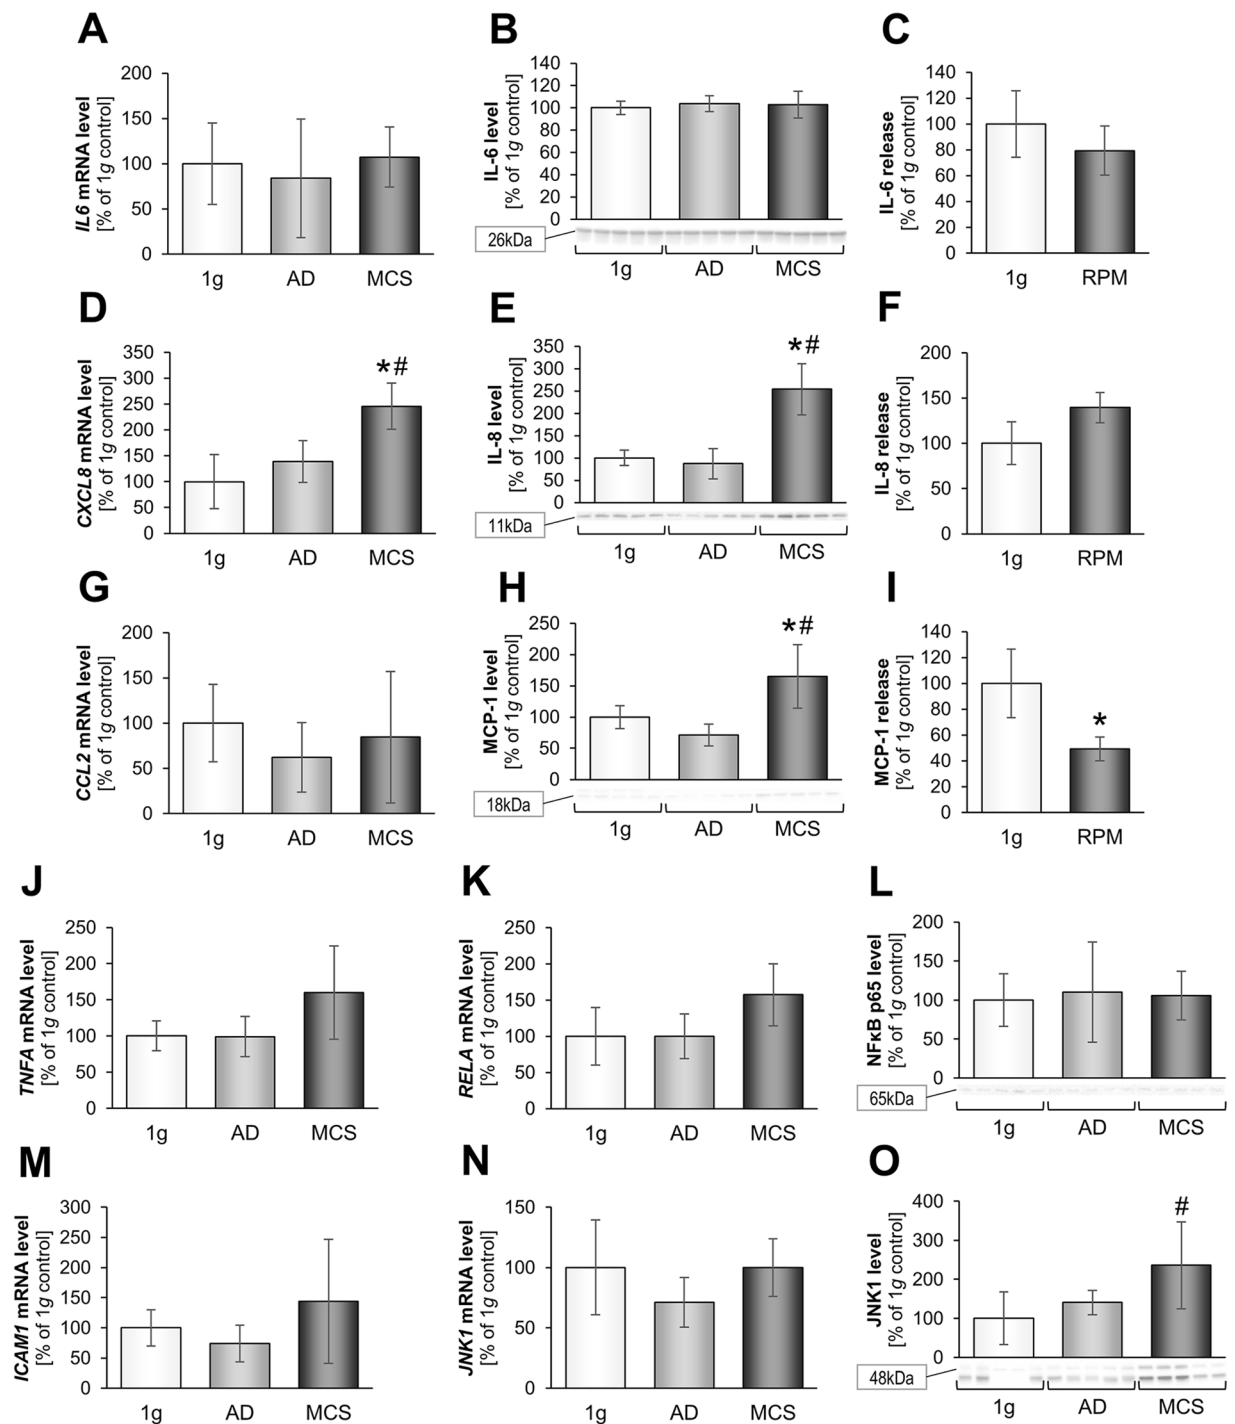 A
IL6 mRNA level
[% of 1g control]
200
150
100
50
0
1g AD MCS
B
IL-6 level
[% of 1g control]
140
120
100
80
60
40
20
0
26kDa
1g AD MCS
C
IL-6 release
[% of 1g control]
140
120
100
80
60
40
20
0
1g RPM
D
CXCL8 mRNA level
[% of 1g control]
350
300
250
200
150
100
50
0
*#
1g AD MCS
E
IL-8 level
[% of 1g control]
350
300
250
200
150
100
50
0
*#
11kDa
1g AD MCS
F
IL-8 release
[% of 1g control]
200
150
100
50
0
1g RPM
G
CCL2 mRNA level
[% of 1g control]
200
150
100
50
0
1g AD MCS
H
MCP-1 level
[% of 1g control]
250
200
150
100
50
0
*#
18kDa
1g AD MCS
I
MCP-1 release
[% of 1g control]
140
120
100
80
60
40
20
0
*
1g RPM
J
TNFA mRNA level
[% of 1g control]
250
200
150
100
50
0
1g AD MCS
K
RELA mRNA level
[% of 1g control]
250
200
150
100
50
0
1g AD MCS
L
NFκB p65 level
[% of 1g control]
200
150
100
50
0
65kDa
1g AD MCS
M
ICAM1 mRNA level
[% of 1g control]
300
250
200
150
100
50
0
1g AD MCS
N
JNK1 mRNA level
[% of 1g control]
150
100
50
0
1g AD MCS
O
JNK1 level
[% of 1g control]
400
300
200
100
0
#
48kDa
1g AD MCS